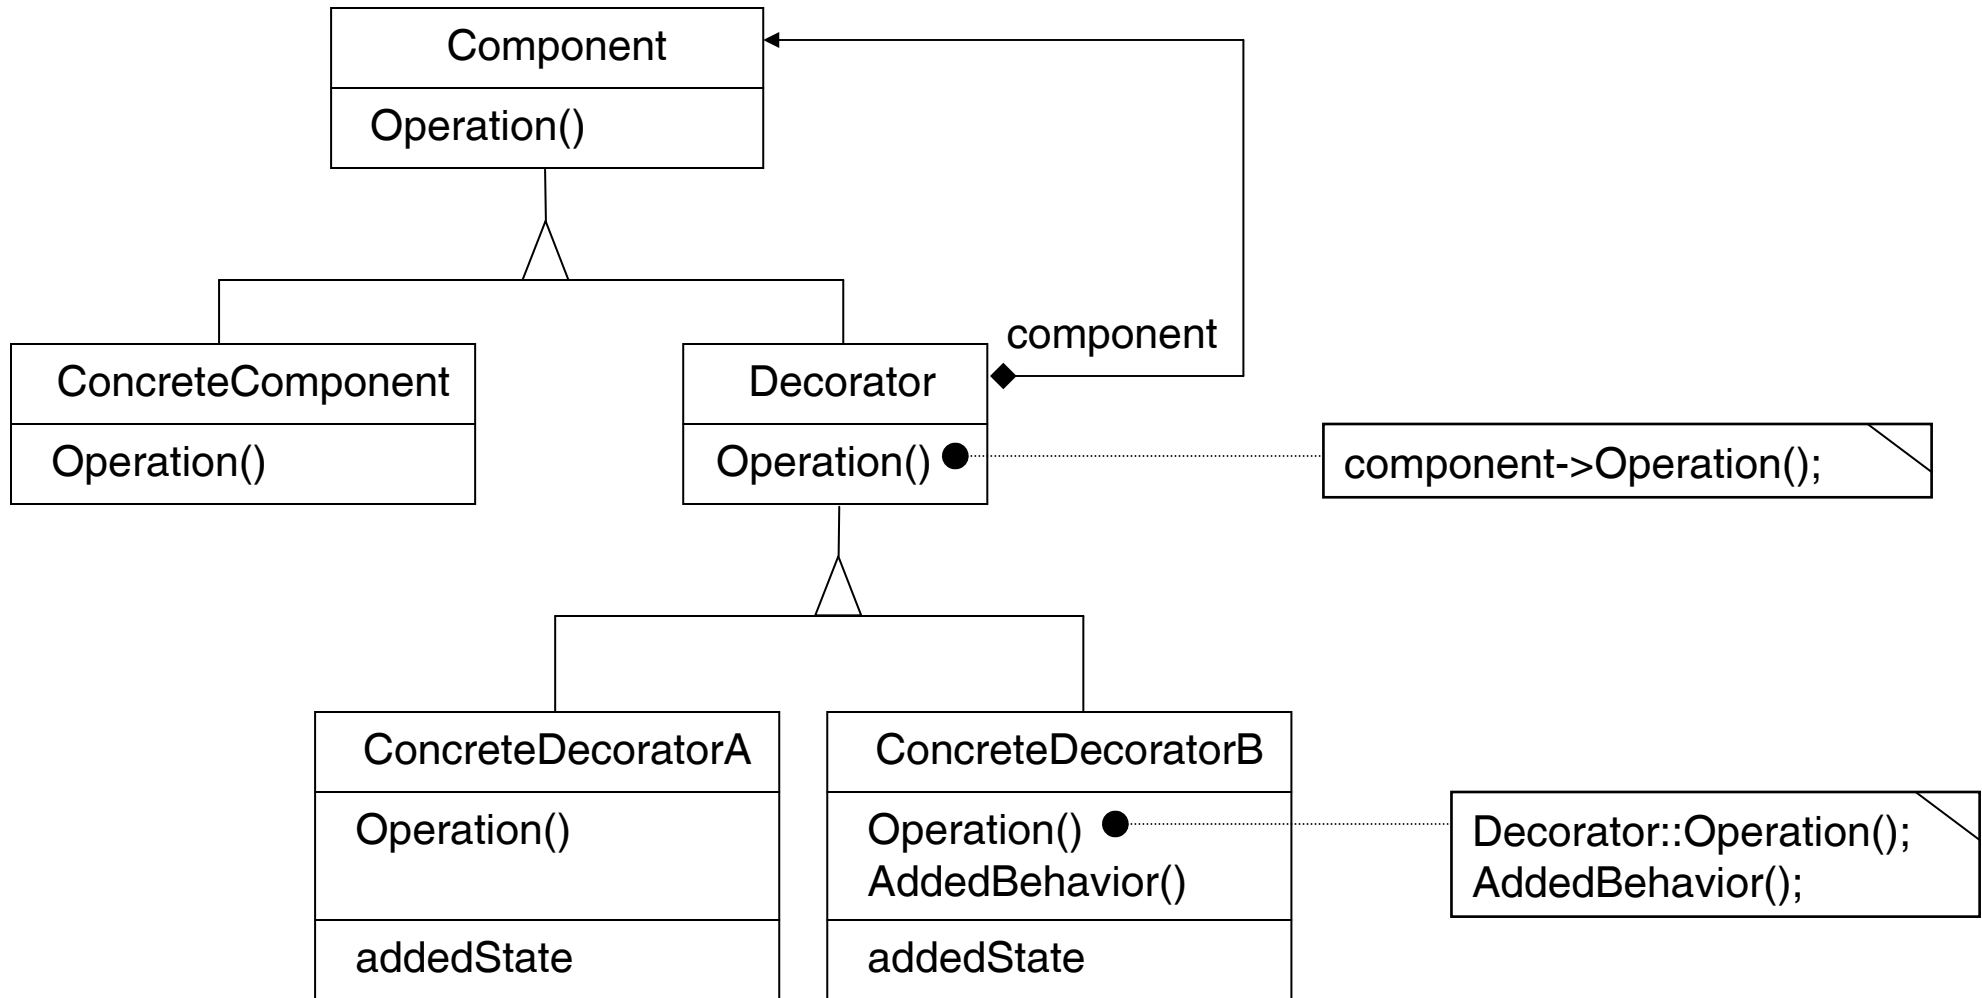 Component
Operation()
component
ConcreteComponent
Operation()
Decorator
Operation()
component->Operation();
ConcreteDecoratorA
Operation()
addedState
ConcreteDecoratorB
Operation()
AddedBehavior()
addedState
Decorator::Operation();
AddedBehavior();